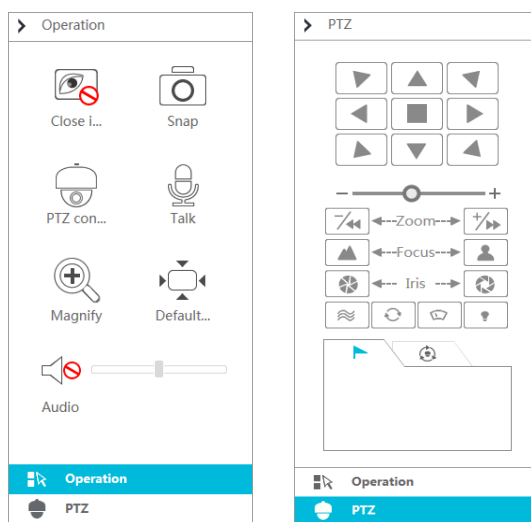 Operation
Close i...
Snap
PTZ con...
Talk
Magnify
Default...
Audio
Operation
PTZ
PTZ
Zoom
Focus
Iris
Operation
PTZ